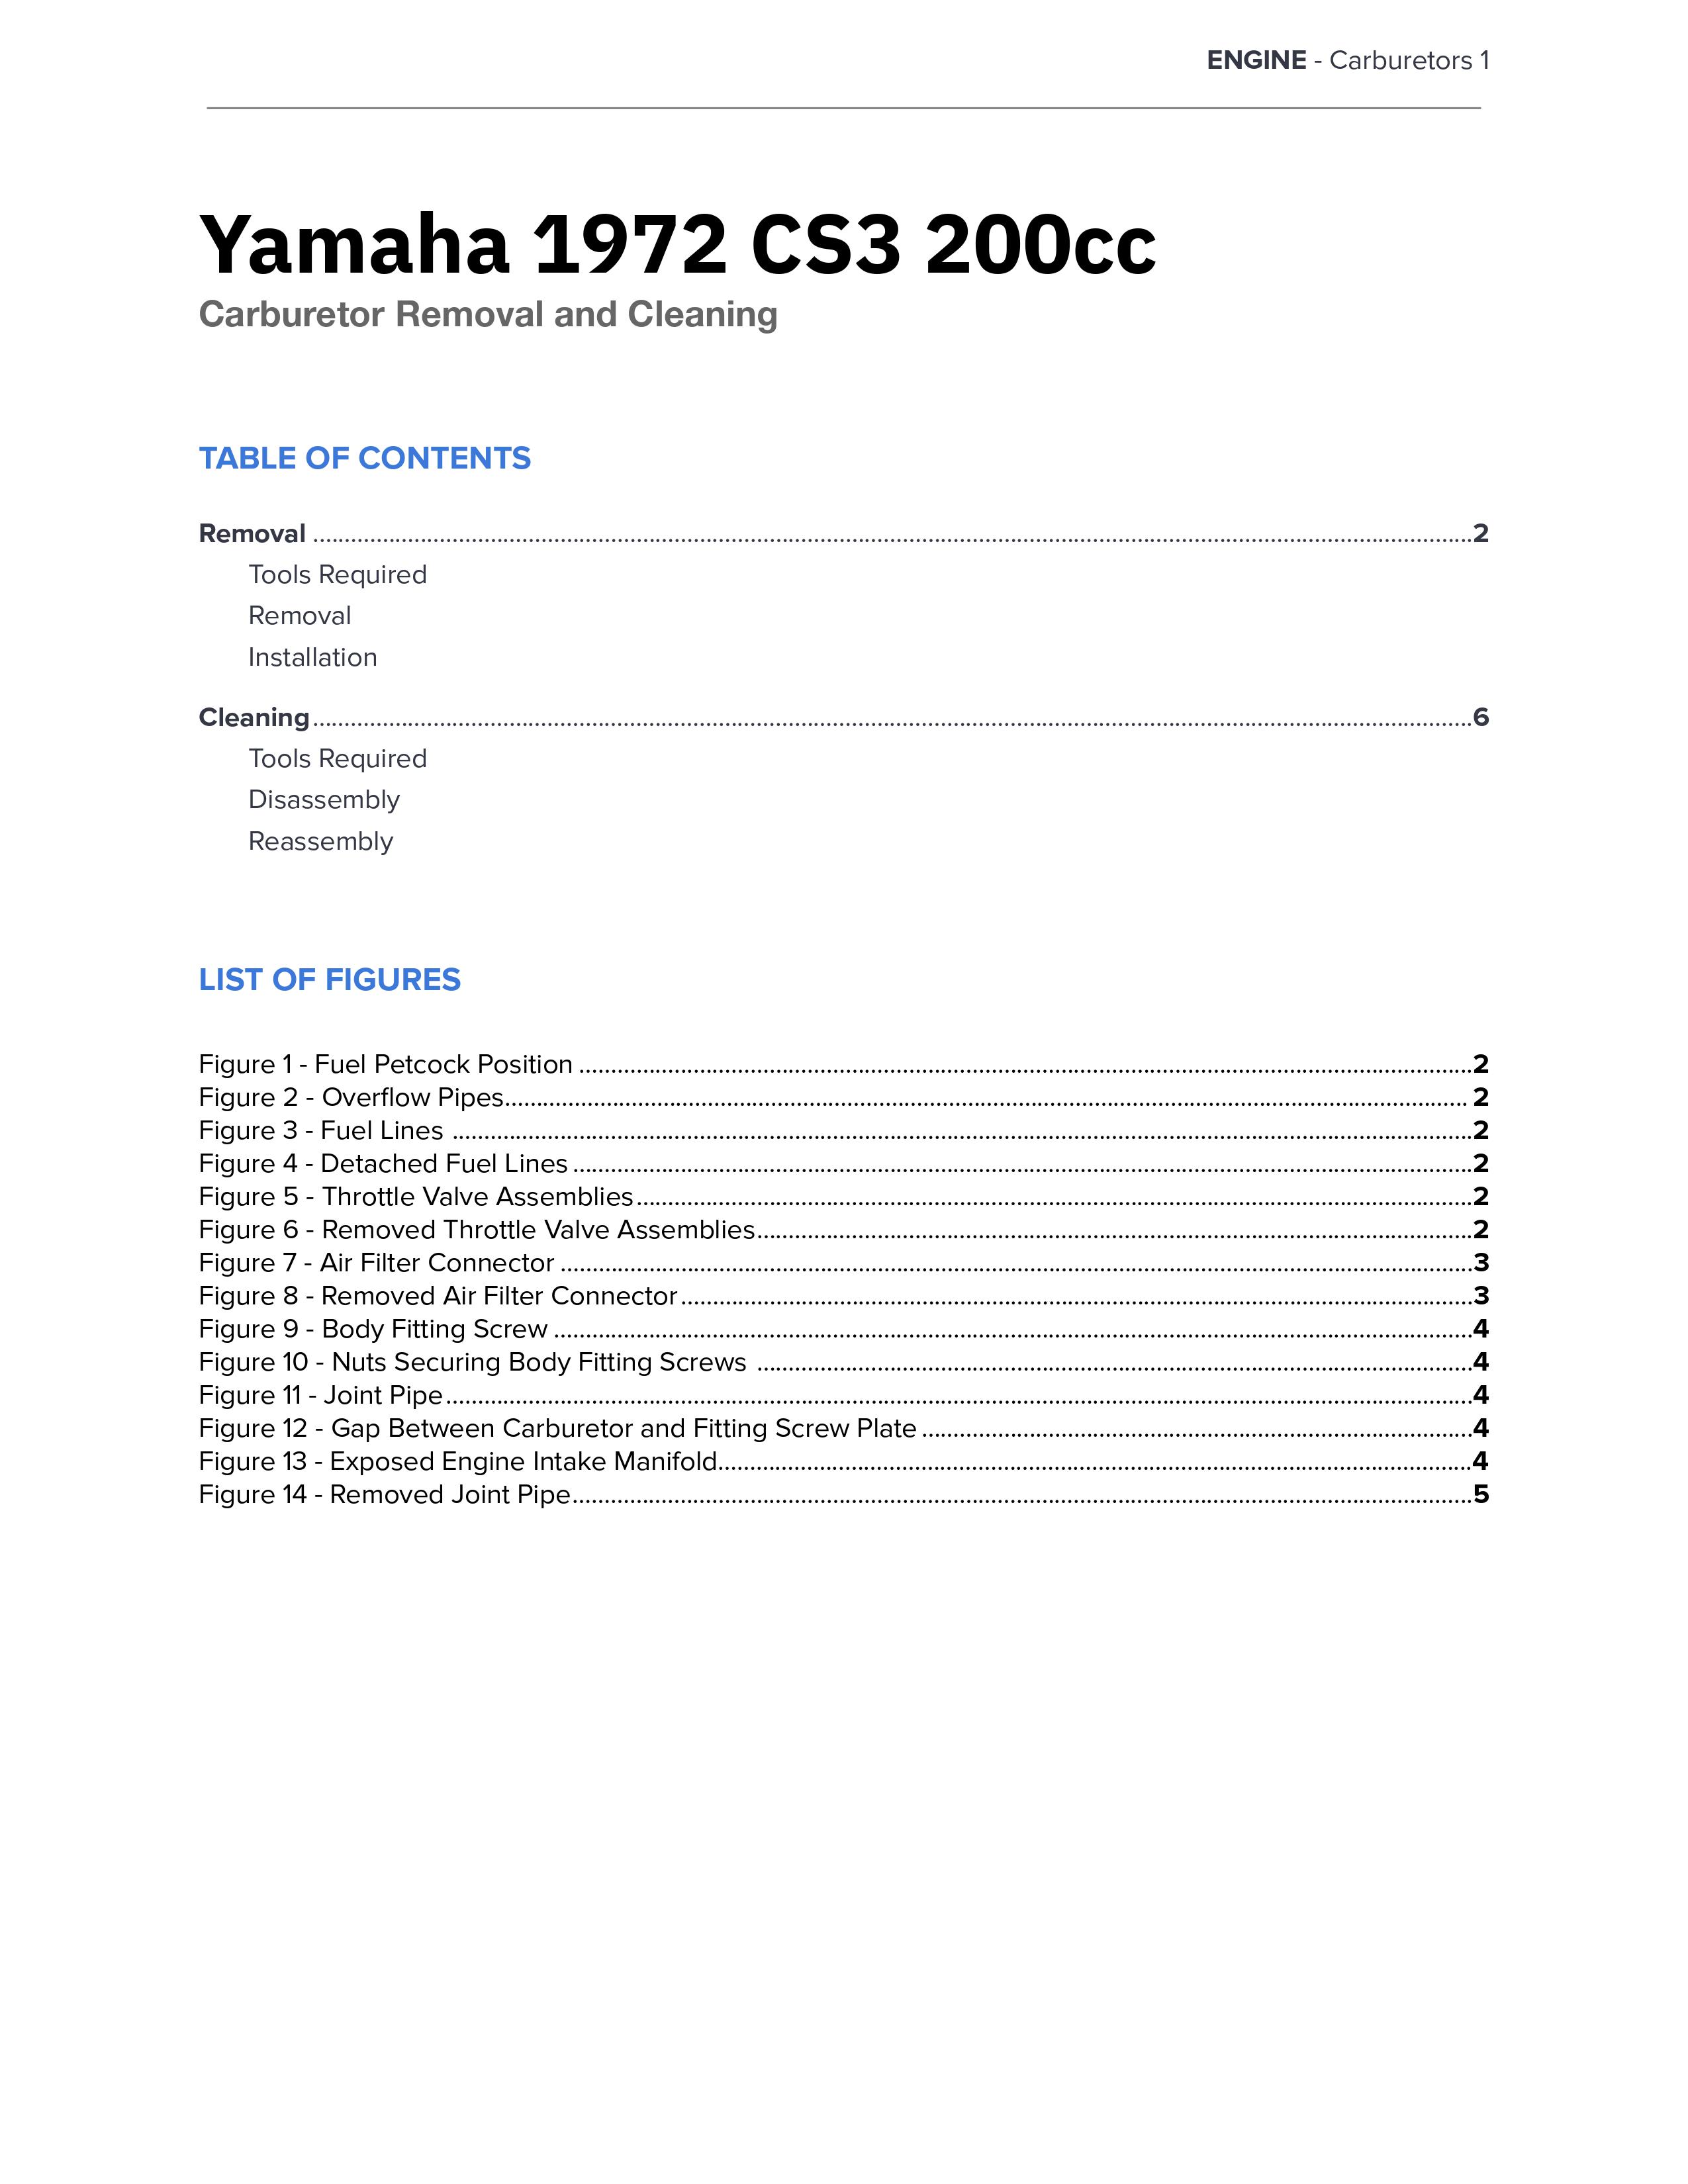 ENGINE - Carburetors 1
Yamaha 1972 CS3 200cc
Carburetor Removal and Cleaning
TABLE OF CONTENTS
Removal ........................................................ 2
Tools Required
Removal
Installation
Cleaning ........................................................ 6
Tools Required
Disassembly
Reassembly
LIST OF FIGURES
Figure 1 - Fuel Petcock Position ........................................................ 2
Figure 2 - Overflow Pipes ........................................................ 2
Figure 3 - Fuel Lines ........................................................ 2
Figure 4 - Detached Fuel Lines ........................................................ 2
Figure 5 - Throttle Valve Assemblies ........................................................ 2
Figure 6 - Removed Throttle Valve Assemblies ........................................................ 2
Figure 7 - Air Filter Connector ........................................................ 3
Figure 8 - Removed Air Filter Connector ........................................................ 3
Figure 9 - Body Fitting Screw ........................................................ 4
Figure 10 - Nuts Securing Body Fitting Screws ........................................................ 4
Figure 11 - Joint Pipe ........................................................ 4
Figure 12 - Gap Between Carburetor and Fitting Screw Plate ........................................................ 4
Figure 13 - Exposed Engine Intake Manifold ........................................................ 4
Figure 14 - Removed Joint Pipe ........................................................ 5